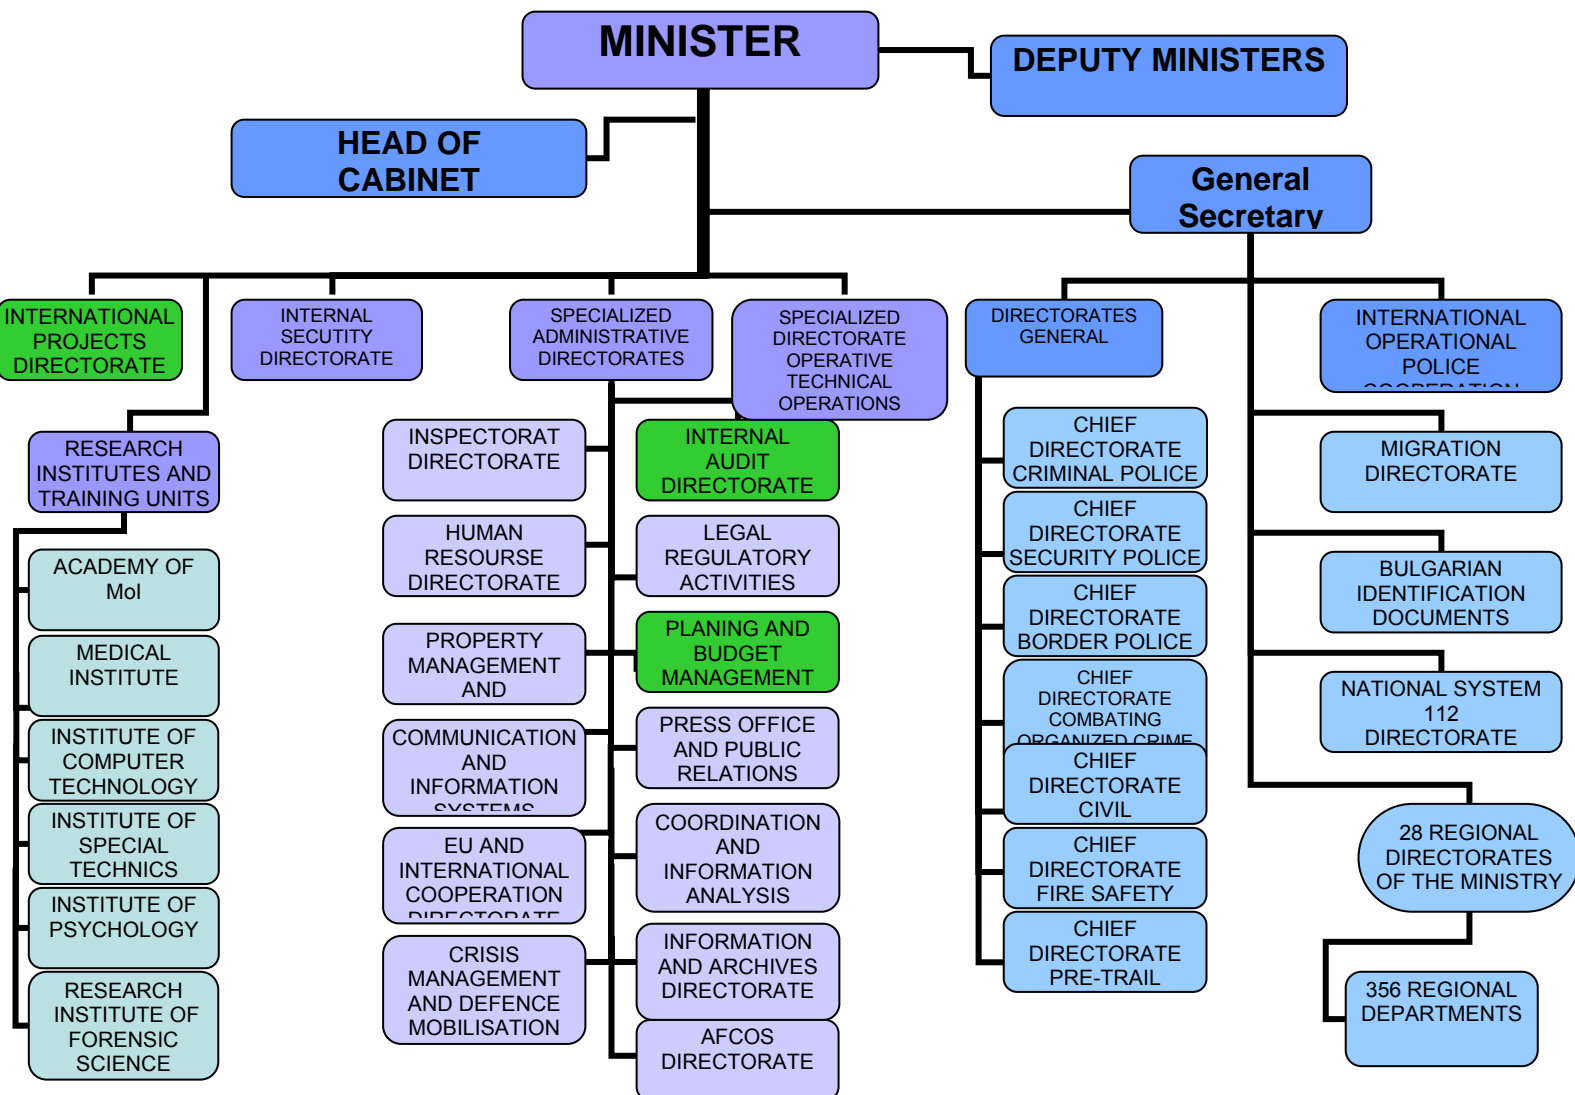 MINISTER
DEPUTY MINISTERS
HEAD OF
CABINET
General
Secretary
INTERNATIONAL
PROJECTS
DIRECTORATE
INTERNAL
SECUTITY
DIRECTORATE
SPECIALIZED
ADMINISTRATIVE
DIRECTORATES
SPECIALIZED
DIRECTORATE
OPERATIVE
TECHNICAL
OPERATIONS
DIRECTORATES
GENERAL
INTERNATIONAL
OPERATIONAL
POLICE
COOPERATION
RESEARCH
INSTITUTES AND
TRAINING UNITS
ACADEMY OF
MoI
MEDICAL
INSTITUTE
INSTITUTE OF
COMPUTER
TECHNOLOGY
INSTITUTE OF
SPECIAL
TECHNICS
INSTITUTE OF
PSYCHOLOGY
RESEARCH
INSTITUTE OF
FORENSIC
SCIENCE
INSPECTORAT
DIRECTORATE
HUMAN
RESOURSE
DIRECTORATE
PROPERTY
MANAGEMENT
AND
COMMUNICATION
AND
INFORMATION
SYSTEMS
EU AND
INTERNATIONAL
COOPERATION
DIRECTORATE
CRISIS
MANAGEMENT
AND DEFENCE
MOBILISATION
INTERNAL
AUDIT
DIRECTORATE
LEGAL
REGULATORY
ACTIVITIES
PLANING AND
BUDGET
MANAGEMENT
PRESS OFFICE
AND PUBLIC
RELATIONS
COORDINATION
AND
INFORMATION
ANALYSIS
INFORMATION
AND ARCHIVES
DIRECTORATE
AFCOS
DIRECTORATE
CHIEF
DIRECTORATE
CRIMINAL POLICE
CHIEF
DIRECTORATE
SECURITY POLICE
CHIEF
DIRECTORATE
BORDER POLICE
CHIEF
DIRECTORATE
COMBATING
ORGANIZED CRIME
CHIEF
DIRECTORATE
CIVIL
CHIEF
DIRECTORATE
FIRE SAFETY
CHIEF
DIRECTORATE
PRE-TRAIL
MIGRATION
DIRECTORATE
BULGARIAN
IDENTIFICATION
DOCUMENTS
NATIONAL SYSTEM
112
DIRECTORATE
28 REGIONAL
DIRECTORATES
OF THE MINISTRY
356 REGIONAL
DEPARTMENTS